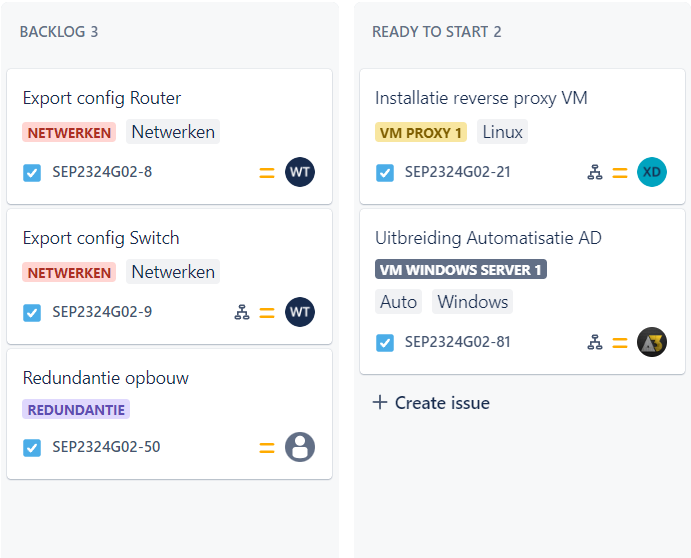 BACKLOG 3
Export config Router
NETWERKEN Netwerken
SEP2324G02-8 WT
Export config Switch
NETWERKEN Netwerken
SEP2324G02-9 WT
Redundantie opbouw
REDUNDANTIE
SEP2324G02-50
READY TO START 2
Installatie reverse proxy VM
VM PROXY 1 Linux
SEP2324G02-21 XD
Uitbreiding Automatisatie AD
VM WINDOWS SERVER 1
Auto Windows
SEP2324G02-81 A3
+ Create issue